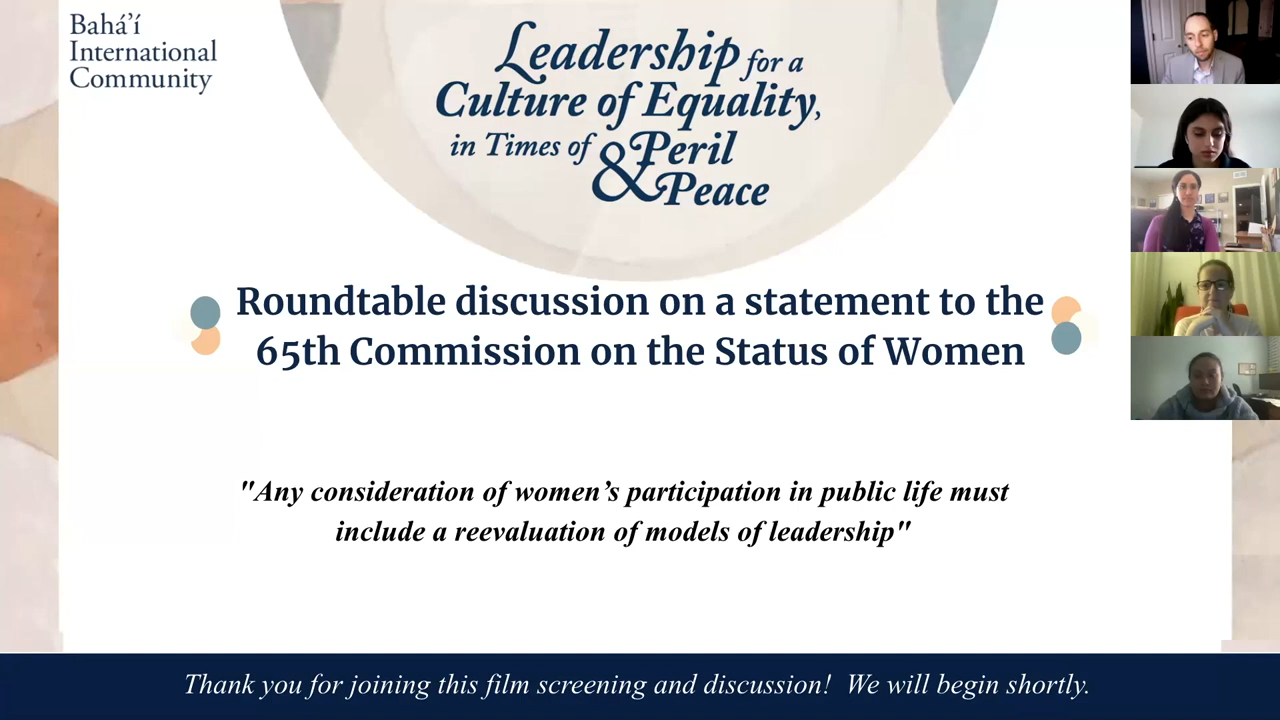 Bahá’í
International
Community
Leadership for a
Culture of Equality,
in Times of Peril
& Peace
Roundtable discussion on a statement to the
65th Commission on the Status of Women
"Any consideration of women’s participation in public life must
include a reevaluation of models of leadership"
Thank you for joining this film screening and discussion!  We will begin shortly.